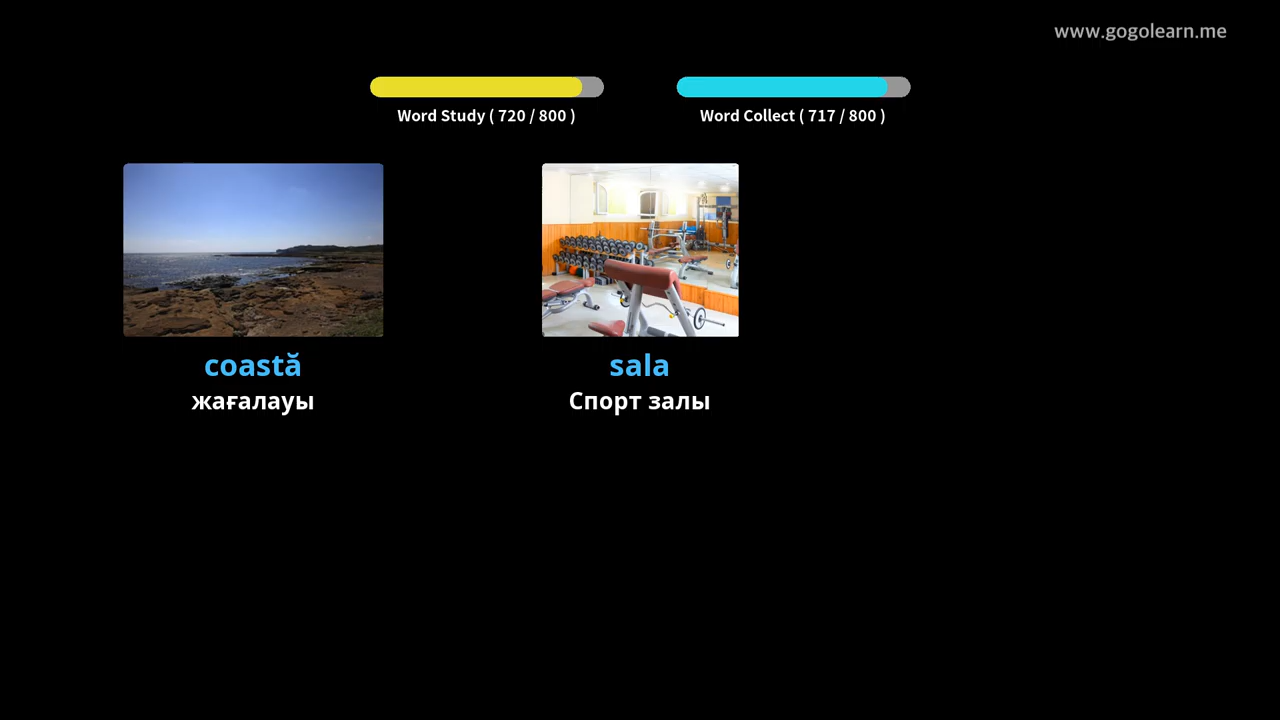 www.gogolearn.me
Word Study ( 720 / 800 )
Word Collect ( 717 / 800 )
coastă
жағалауы
sala
Спорт залы